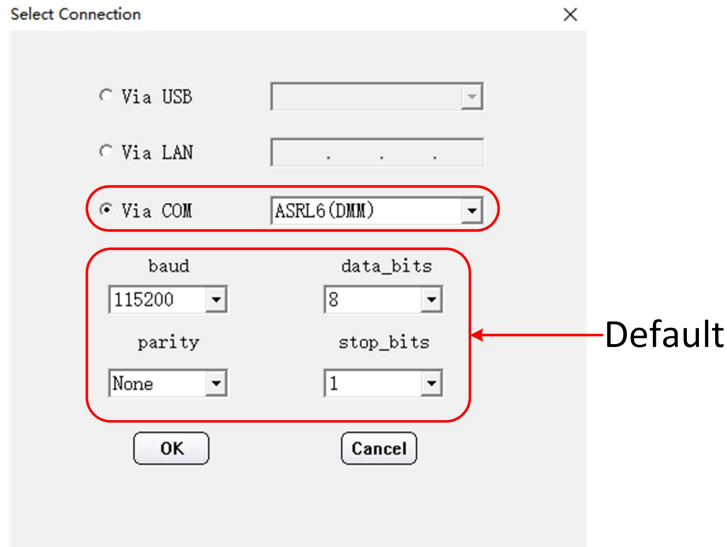 Select Connection
Via USB
Via LAN
. . .
Via COM ASRL6(DMM)
baud data_bits
115200 8
Default
parity stop_bits
None 1
OK Cancel